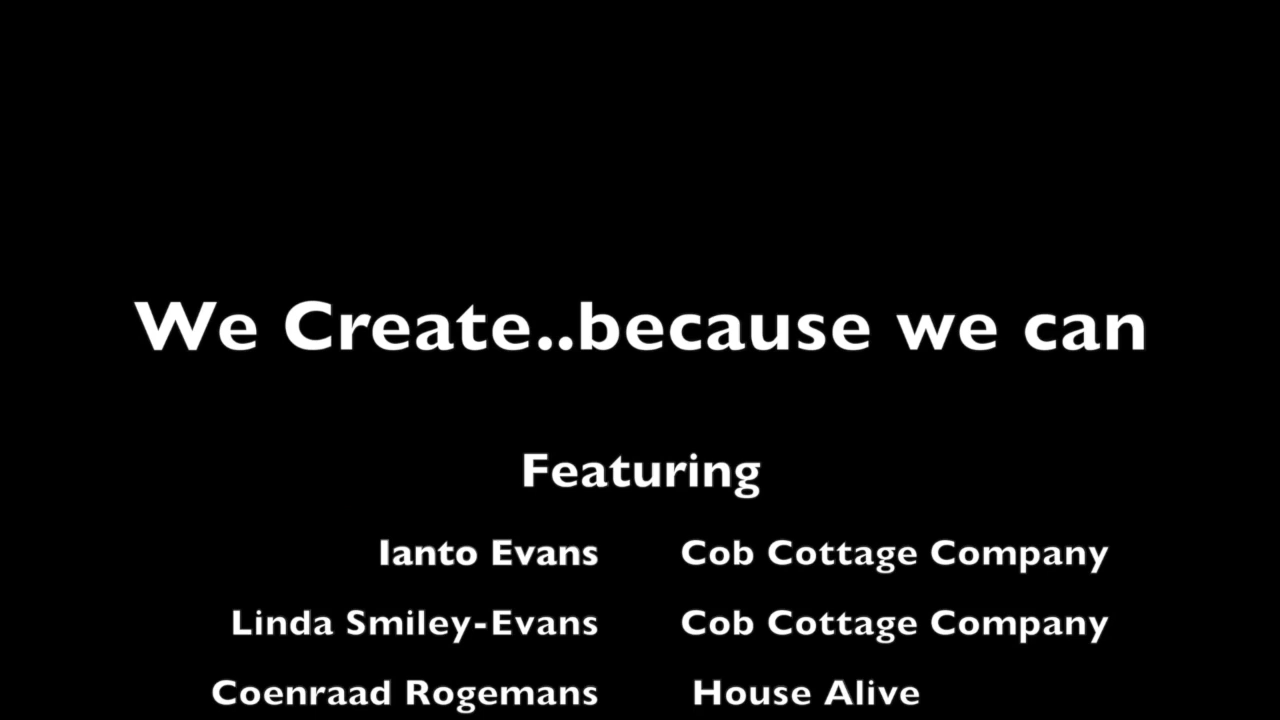 We Create..because we can
Featuring
Ianto Evans Cob Cottage Company
Linda Smiley-Evans Cob Cottage Company
Coenraad Rogemans House Alive